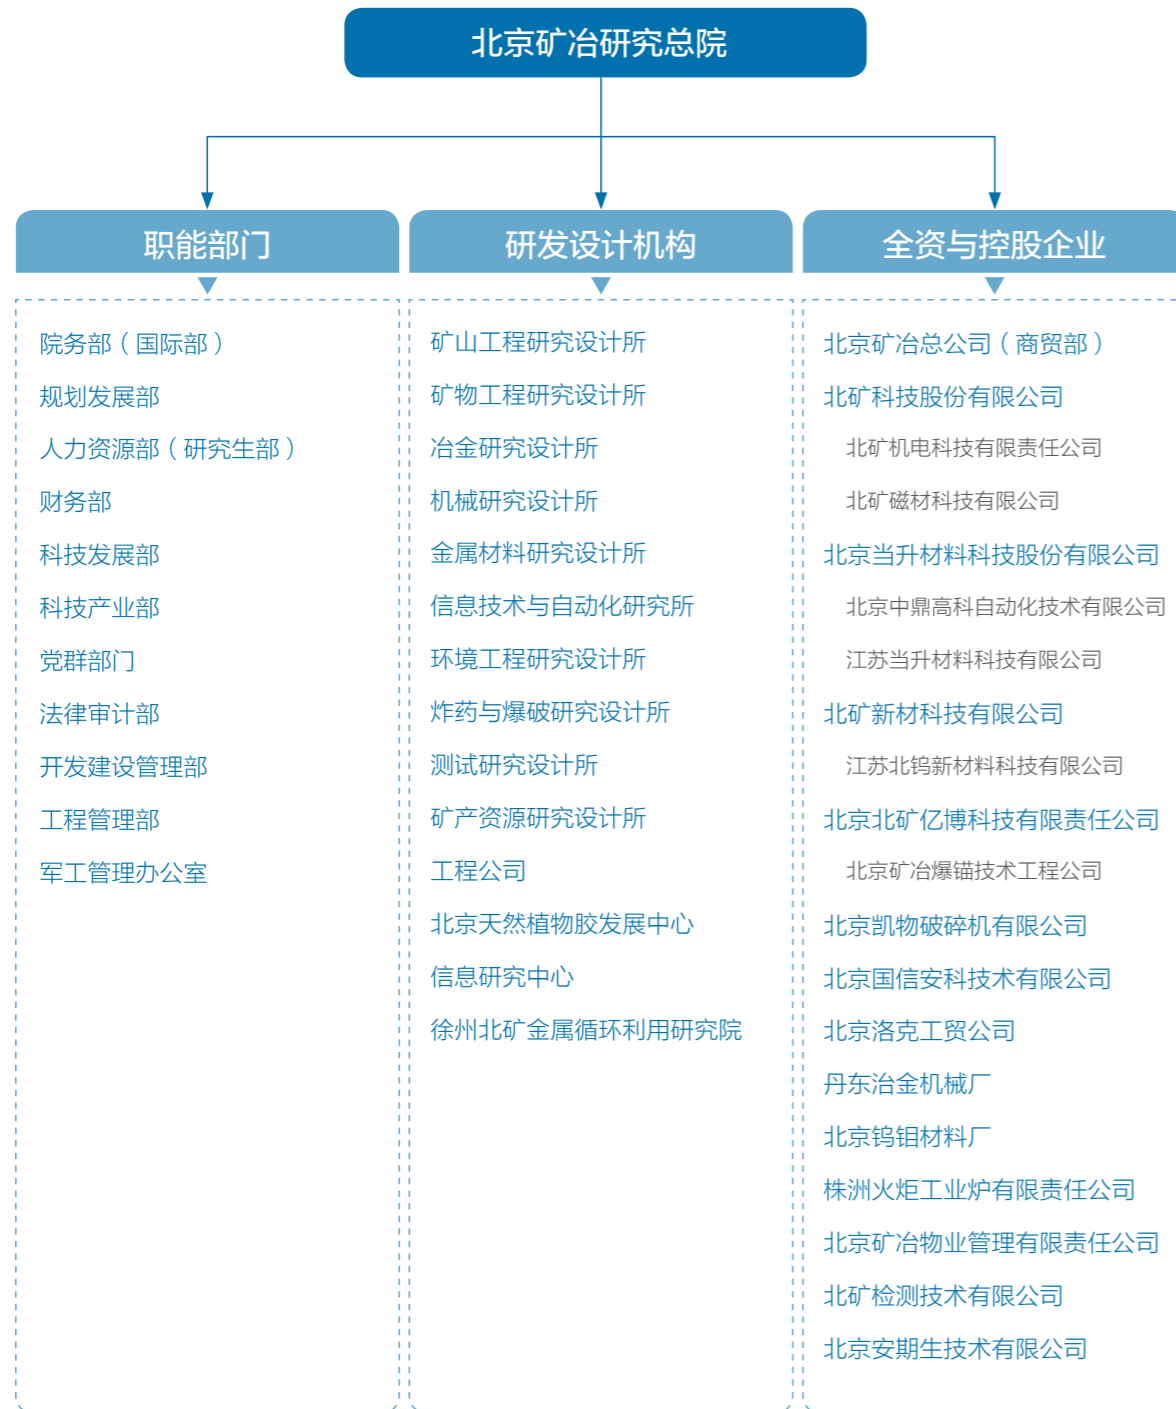 北京矿冶研究总院
职能部门
院务部（国际部）
规划发展部
人力资源部（研究生部）
财务部
科技发展部
科技产业部
党群部门
法律审计部
开发建设管理部
工程管理部
军工管理办公室
研发设计机构
矿山工程研究设计所
矿物工程研究设计所
冶金研究设计所
机械研究设计所
金属材料研究设计所
信息技术与自动化研究所
环境工程研究设计所
炸药与爆破研究设计所
测试研究设计所
矿产资源研究设计所
工程公司
北京天然植物胶发展中心
信息研究中心
徐州北矿金属循环利用研究院
全资与控股企业
北京矿冶总公司（商贸部）
北矿科技股份有限公司
北矿机电科技有限责任公司
北矿磁材科技有限公司
北京当升材料科技股份有限公司
北京中鼎高科自动化技术有限公司
江苏当升材料科技有限公司
北矿新材科技有限公司
江苏北钨新材料科技有限公司
北京北矿亿博科技有限责任公司
北京矿冶爆锚技术工程公司
北京凯物破碎机有限公司
北京国信安科技术有限公司
北京洛克工贸公司
丹东治金机械厂
北京钨钼材料厂
株洲火炬工业炉有限责任公司
北京矿冶物业管理有限责任公司
北矿检测技术有限公司
北京安期生技术有限公司